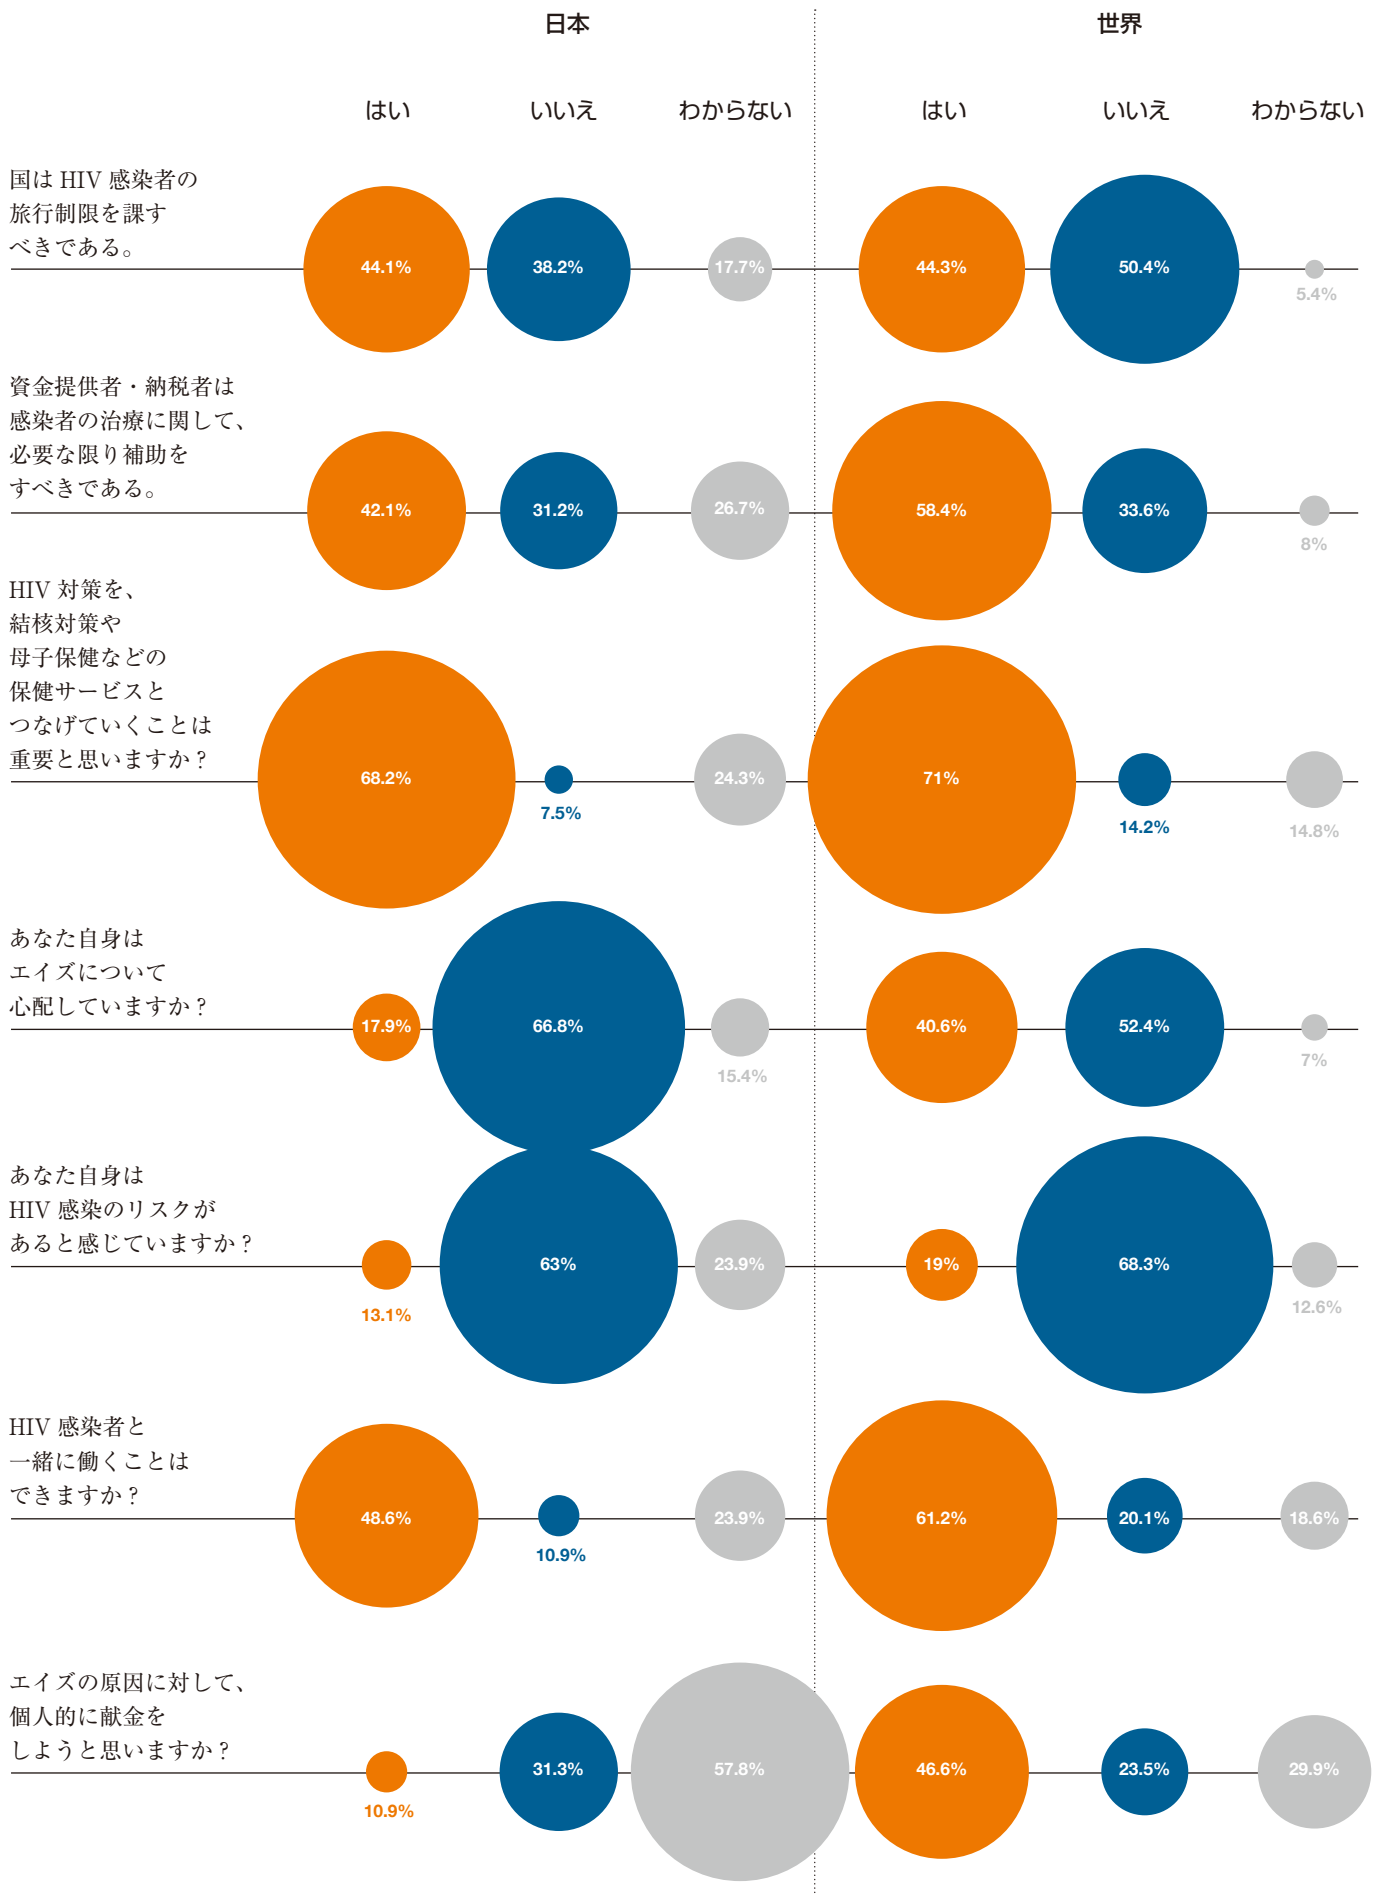 日本 世界
はい いいえ わからない はい いいえ わからない
国は HIV 感染者の
旅行制限を課す
べきである。
44.1% 38.2% 17.7% 44.3% 50.4% 5.4%
資金提供者・納税者は
感染者の治療に関して、
必要な限り補助を
すべきである。
42.1% 31.2% 26.7% 58.4% 33.6% 8%
HIV 対策を、
結核対策や
母子保健などの
保健サービスと
つなげていくことは
重要と思いますか？
68.2% 7.5% 24.3% 71% 14.2% 14.8%
あなた自身は
エイズについて
心配していますか？
17.9% 66.8% 15.4% 40.6% 52.4% 7%
あなた自身は
HIV 感染のリスクが
あると感じていますか？
13.1% 63% 23.9% 19% 68.3% 12.6%
HIV 感染者と
一緒に働くことは
できますか？
48.6% 10.9% 23.9% 61.2% 20.1% 18.6%
エイズの原因に対して、
個人的に献金を
しようと思いますか？
10.9% 31.3% 57.8% 46.6% 23.5% 29.9%